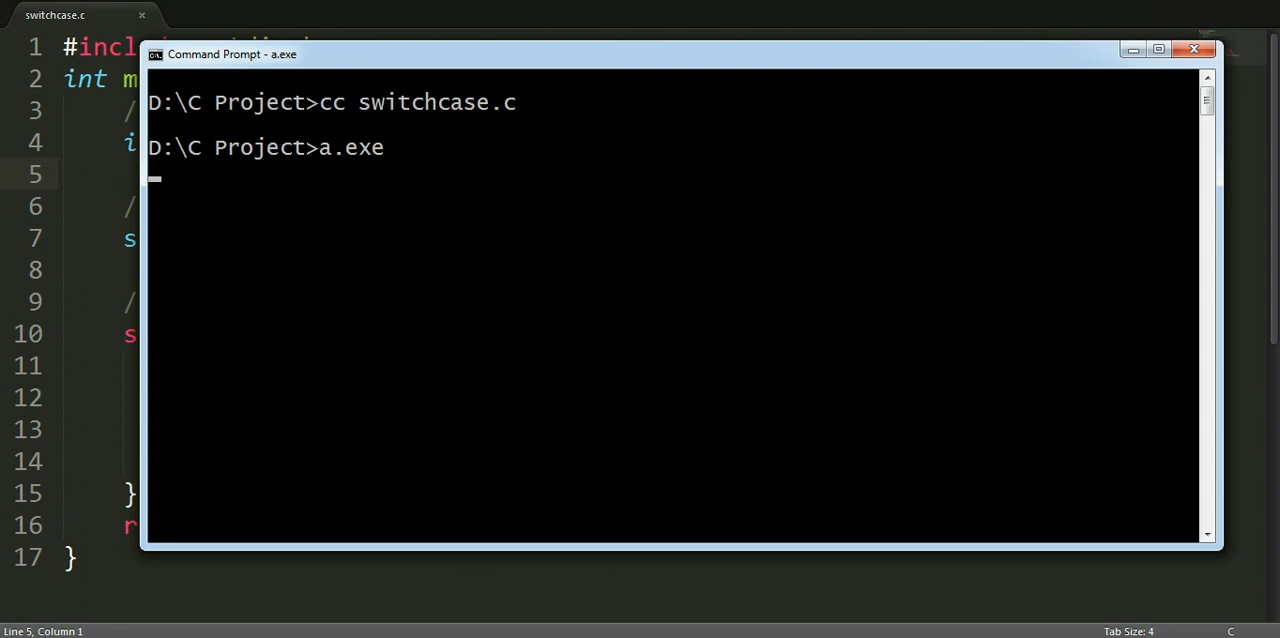 switchcase.c
1 #incl
Command Prompt - a.exe
2 int m
3 /
4 i
5
6 /
7 s
8
9 /
10 s
11
12
13
14
15 }
16 r
17 }
D:\C Project>cc switchcase.c
D:\C Project>a.exe
Line 5, Column 1
Tab Size: 4
C